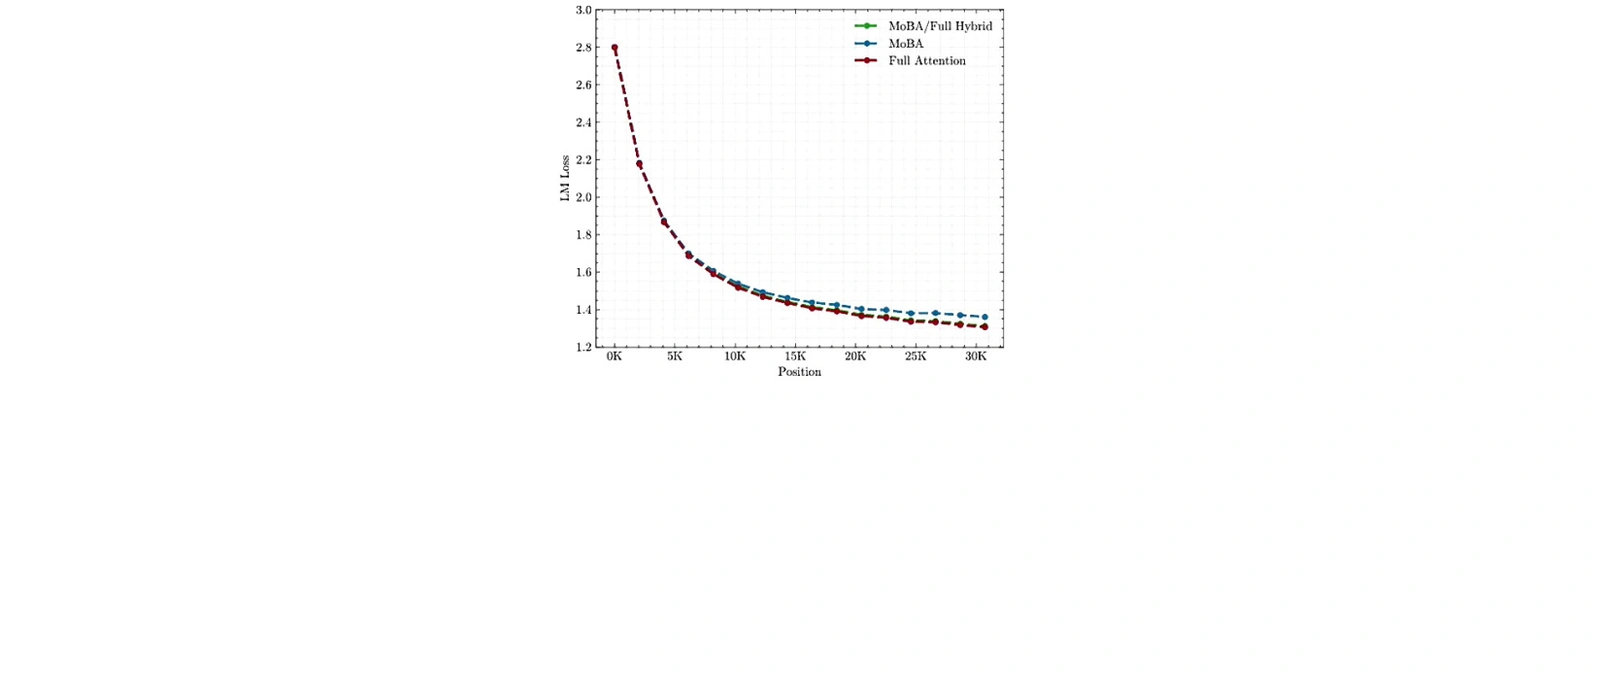 3.0
2.8
2.6
2.4
2.2
2.0
1.8
1.6
1.4
1.2
LM Loss
MoBA/Full Hybrid
MoBA
Full Attention
0K 5K 10K 15K 20K 25K 30K
Position